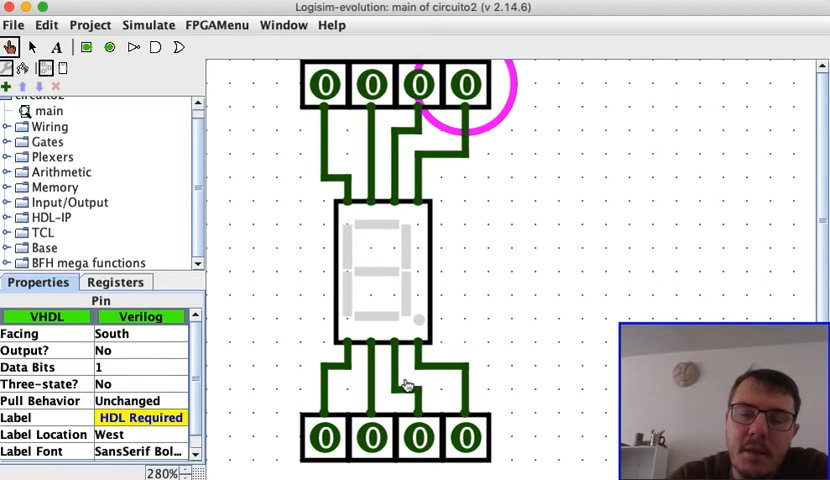 Logisim-evolution: main of circuito2 (v 2.14.6)
File Edit Project Simulate FPGAMenu Window Help
A
circuito2
main
Wiring
Gates
Plexers
Arithmetic
Memory
Input/Output
HDL-IP
TCL
Base
BFH mega functions
Properties Registers
Pin
VHDL Verilog
Facing South
Output? No
Data Bits 1
Three-state? No
Pull Behavior Unchanged
Label HDL Required
Label Location West
Label Font SansSerif Bol...
280%
0 0 0 0
0 0 0 0